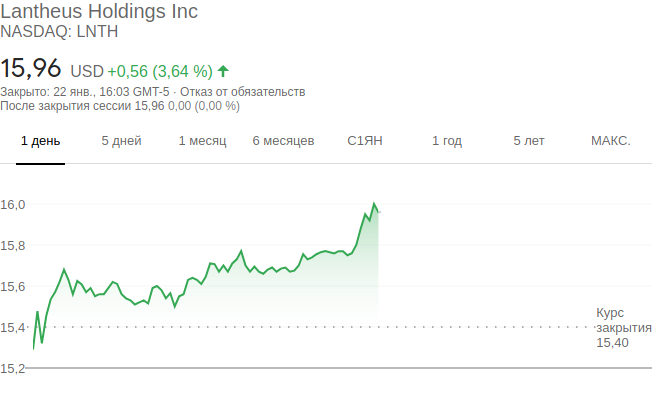 Lantheus Holdings Inc
NASDAQ: LNTH
15,96 USD +0,56 (3,64 %)
Закрыто: 22 янв., 16:03 GMT-5 · Отказ от обязательств
После закрытия сессии 15,96 0,00 (0,00 %)
1 день 5 дней 1 месяц 6 месяцев С1ЯН 1 год 5 лет МАКС.
16,0
15,8
15,6
15,4
15,2
Курс
закрытия
15,40